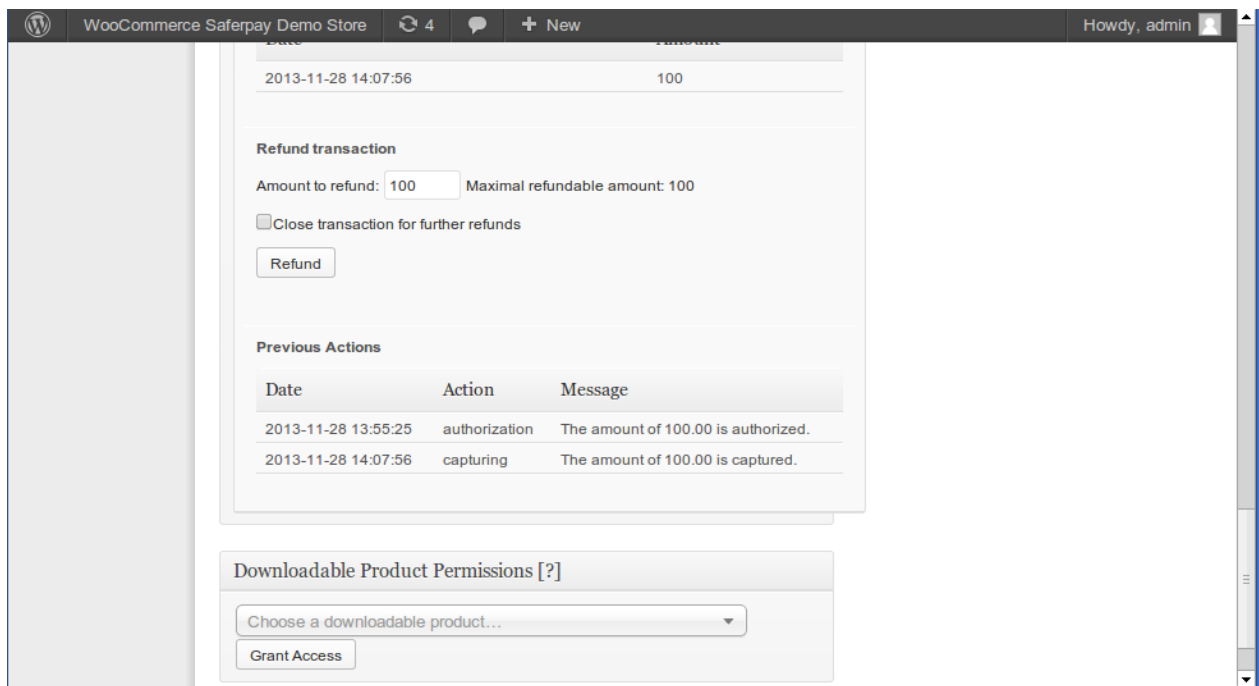 WooCommerce Saferpay Demo Store 4 New Howdy, admin
Date Amount
2013-11-28 14:07:56 100
Refund transaction
Amount to refund: 100 Maximal refundable amount: 100
Close transaction for further refunds
Refund
Previous Actions
Date Action Message
2013-11-28 13:55:25 authorization The amount of 100.00 is authorized.
2013-11-28 14:07:56 capturing The amount of 100.00 is captured.
Downloadable Product Permissions [?]
Choose a downloadable product…
Grant Access